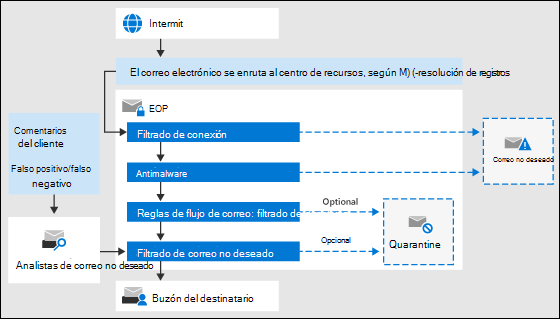 Intermit
El correo electrónico se enruta al centro de recursos, según M) (-resolución de registros
EOP
Comentarios
del cliente
Falso positivo/falso
negativo
Filtrado de conexión
Correo no deseado
Antimalware
Optional
Reglas de flujo de correo: filtrado de
Opcional
Quarantine
Filtrado de correo no deseado
Analistas de correo no deseado
Buzón del destinatario